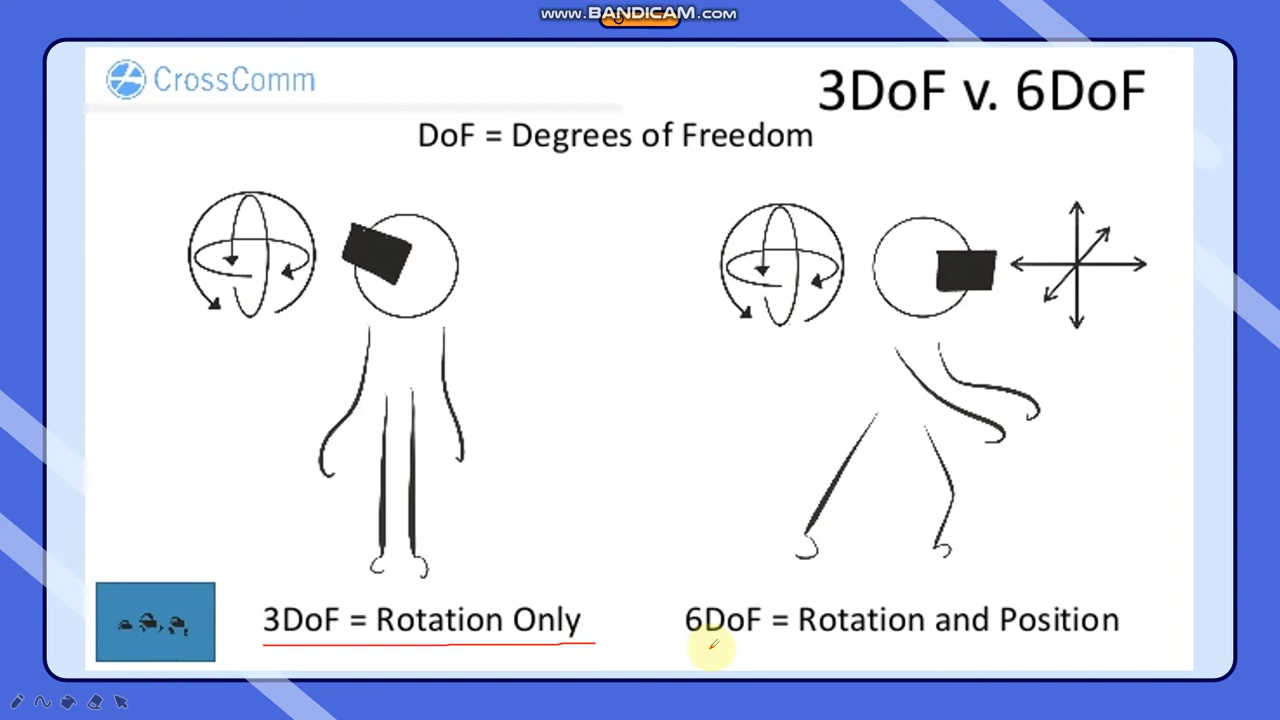 www.BANDICAM.com
CrossComm
3DoF v. 6DoF
DoF = Degrees of Freedom
3DoF = Rotation Only
6DoF = Rotation and Position